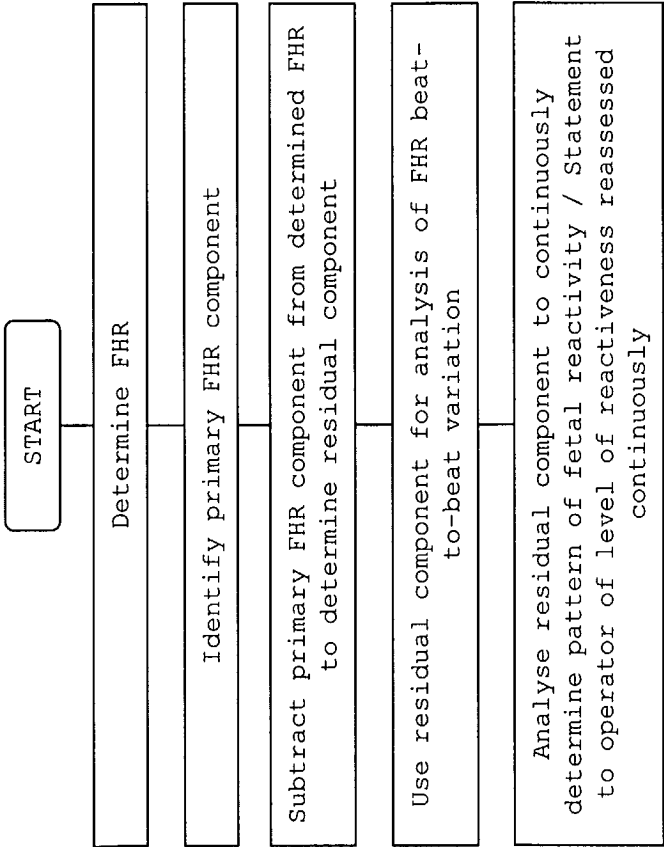 START
Determine FHR
Identify primary FHR component
Subtract primary FHR component from determined FHR
to determine residual component
Use residual component for analysis of FHR beat-
to-beat variation
Analyse residual component to continuously
determine pattern of fetal reactivity / Statement
to operator of level of reactiveness reassessed
continuously